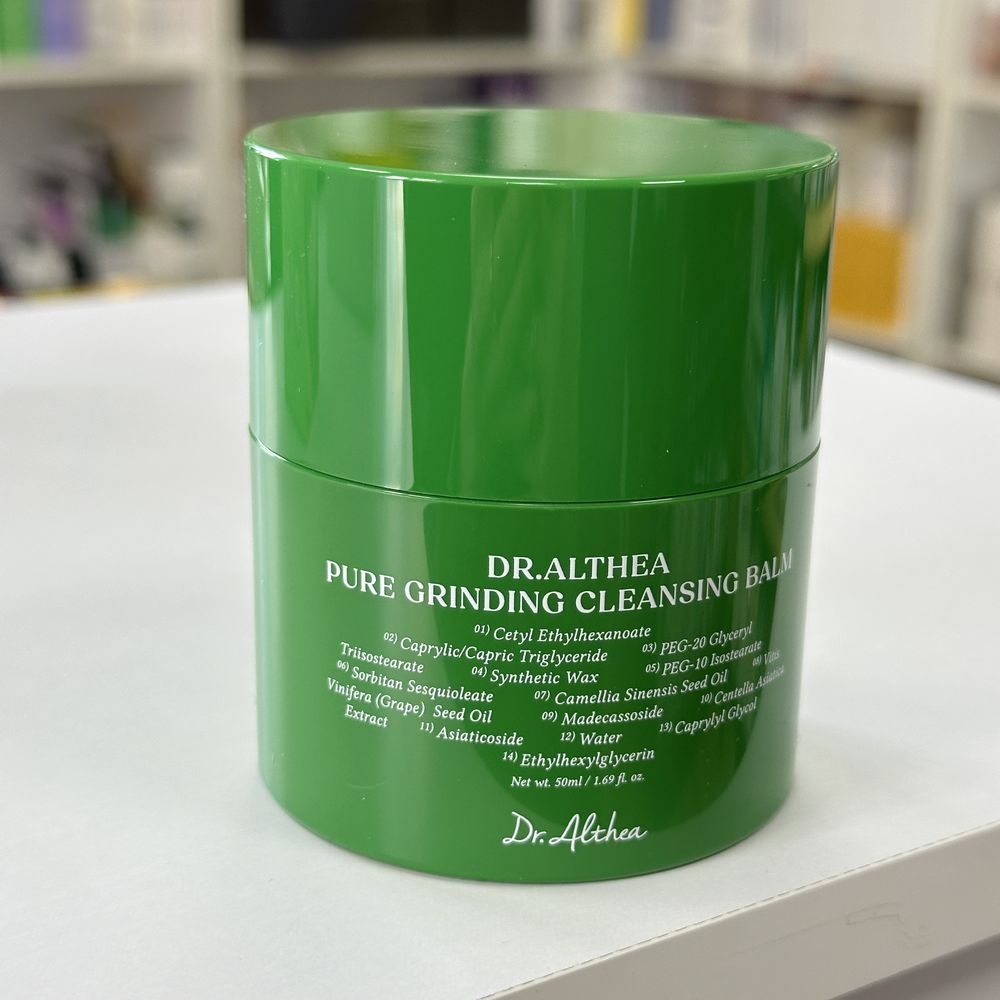 DR.ALTHEA
PURE GRINDING CLEANSING BALM
01) Cetyl Ethylhexanoate
02) Caprylic/Capric Triglyceride 03) PEG-20 Glyceryl
Triisostearate 04) Synthetic Wax 05) PEG-10 Isostearate
06) Sorbitan Sesquioleate 07) Camellia Sinensis Seed Oil 08) Vitis
Vinifera (Grape) Seed Oil 09) Madecassoside 10) Centella Asiatica
Extract 11) Asiaticoside 12) Water 13) Caprylyl Glycol
14) Ethylhexylglycerin
Net wt. 50ml / 1.69 fl. oz.
Dr.Althea